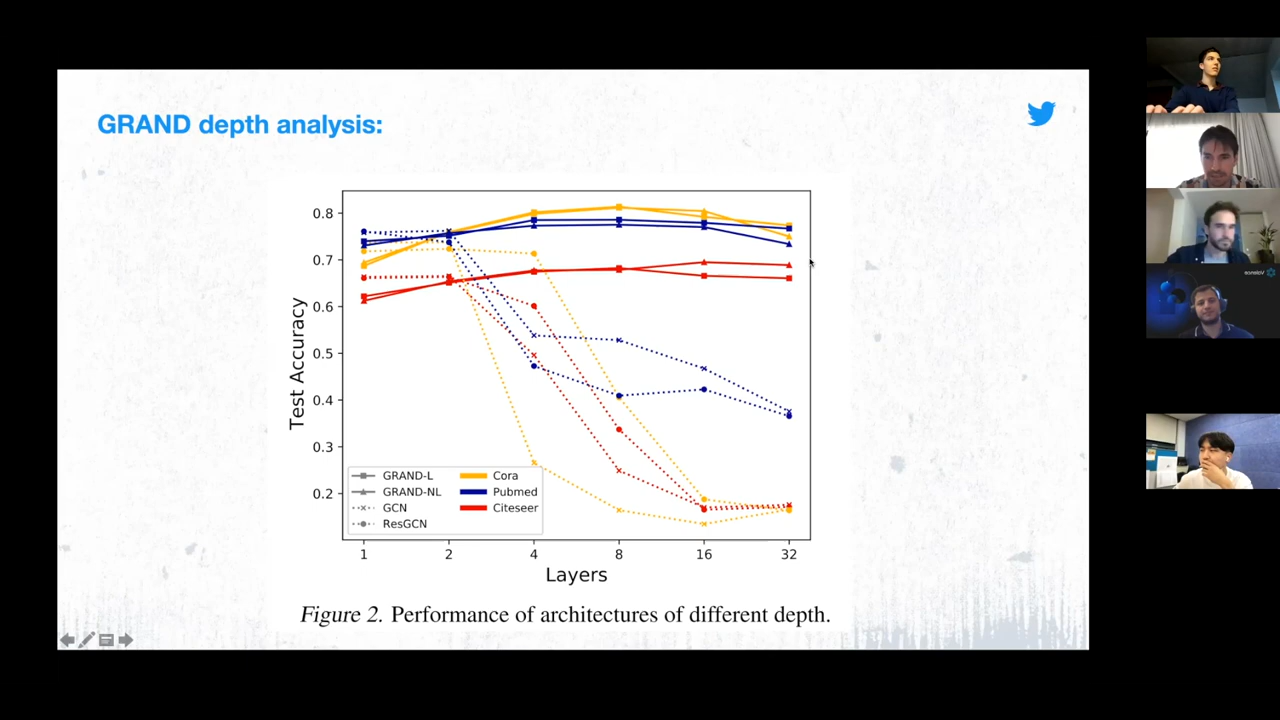 GRAND depth analysis:
Test Accuracy
0.8
0.7
0.6
0.5
0.4
0.3
0.2
GRAND-L
GRAND-NL
GCN
ResGCN
Cora
Pubmed
Citeseer
1 2 4 8 16 32
Layers
Figure 2. Performance of architectures of different depth.